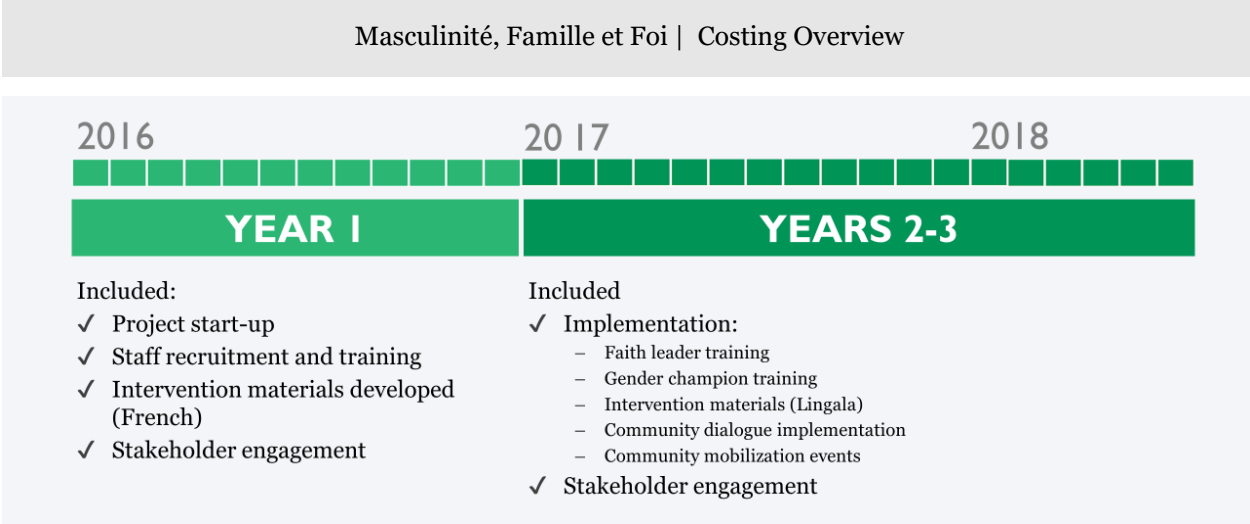 Masculinité, Famille et Foi | Costing Overview
2016
20 17
2018
YEAR 1
YEARS 2-3
Included:
✓ Project start-up
✓ Staff recruitment and training
✓ Intervention materials developed
(French)
✓ Stakeholder engagement
Included
✓ Implementation:
– Faith leader training
– Gender champion training
– Intervention materials (Lingala)
– Community dialogue implementation
– Community mobilization events
✓ Stakeholder engagement